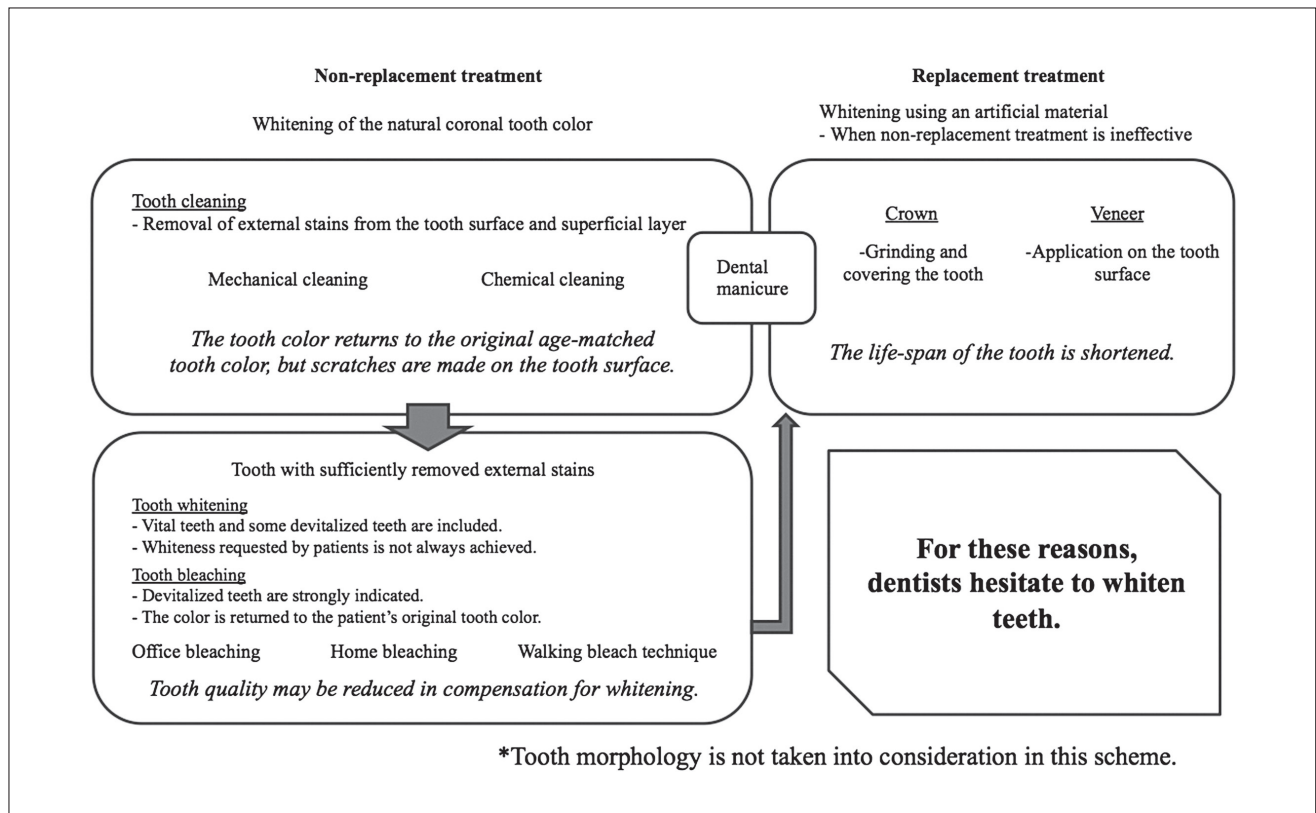 Non-replacement treatment
Whitening of the natural coronal tooth color
Tooth cleaning
- Removal of external stains from the tooth surface and superficial layer
Mechanical cleaning
Chemical cleaning
The tooth color returns to the original age-matched
tooth color, but scratches are made on the tooth surface.
Dental
manicure
Replacement treatment
Whitening using an artificial material
- When non-replacement treatment is ineffective
Crown
-Grinding and
covering the tooth
Veneer
-Application on the tooth
surface
The life-span of the tooth is shortened.
Tooth with sufficiently removed external stains
Tooth whitening
- Vital teeth and some devitalized teeth are included.
- Whiteness requested by patients is not always achieved.
Tooth bleaching
- Devitalized teeth are strongly indicated.
- The color is returned to the patient's original tooth color.
Office bleaching
Home bleaching
Walking bleach technique
Tooth quality may be reduced in compensation for whitening.
For these reasons,
dentists hesitate to whiten
teeth.
*Tooth morphology is not taken into consideration in this scheme.